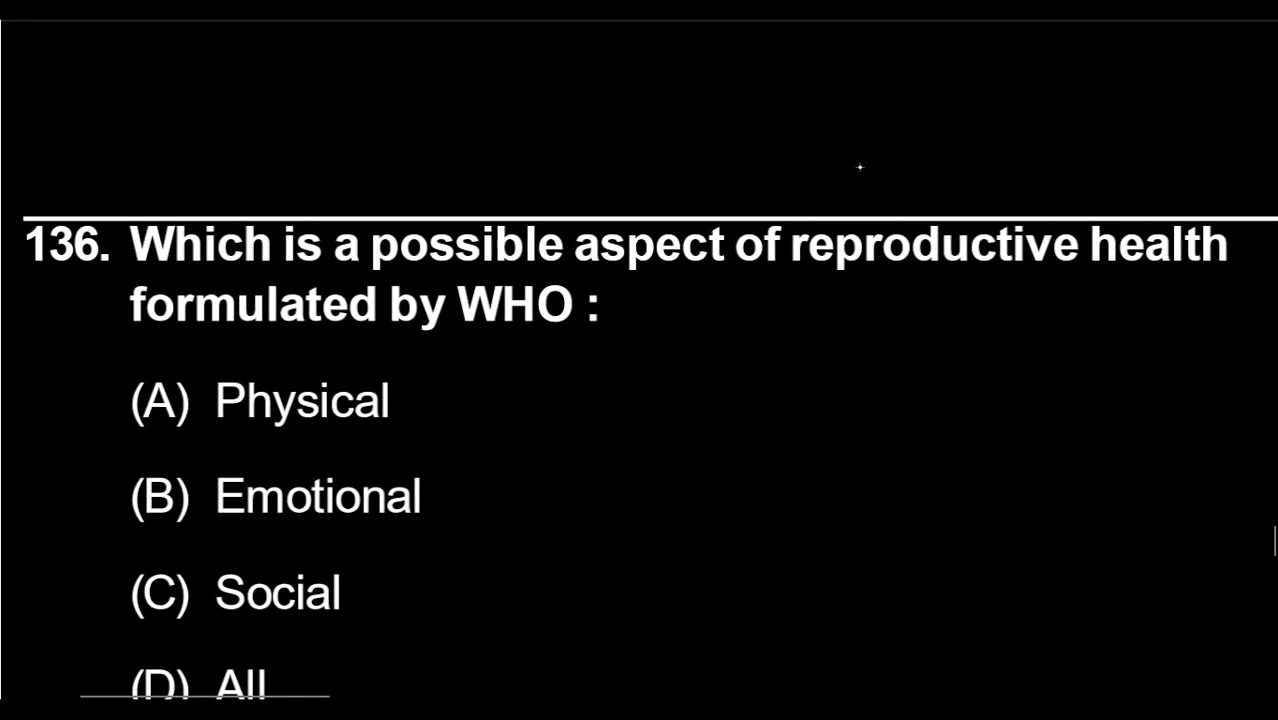 136. Which is a possible aspect of reproductive health
formulated by WHO :
(A) Physical
(B) Emotional
(C) Social
(D) All